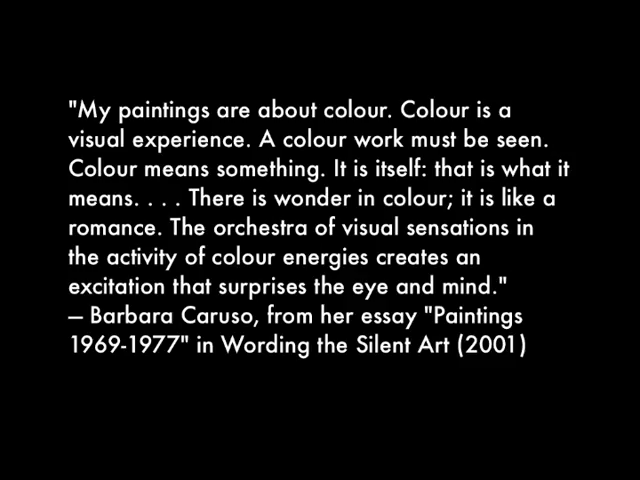 "My paintings are about colour. Colour is a
visual experience. A colour work must be seen.
Colour means something. It is itself: that is what it
means. . . . There is wonder in colour; it is like a
romance. The orchestra of visual sensations in
the activity of colour energies creates an
excitation that surprises the eye and mind."
— Barbara Caruso, from her essay "Paintings
1969-1977" in Wording the Silent Art (2001)